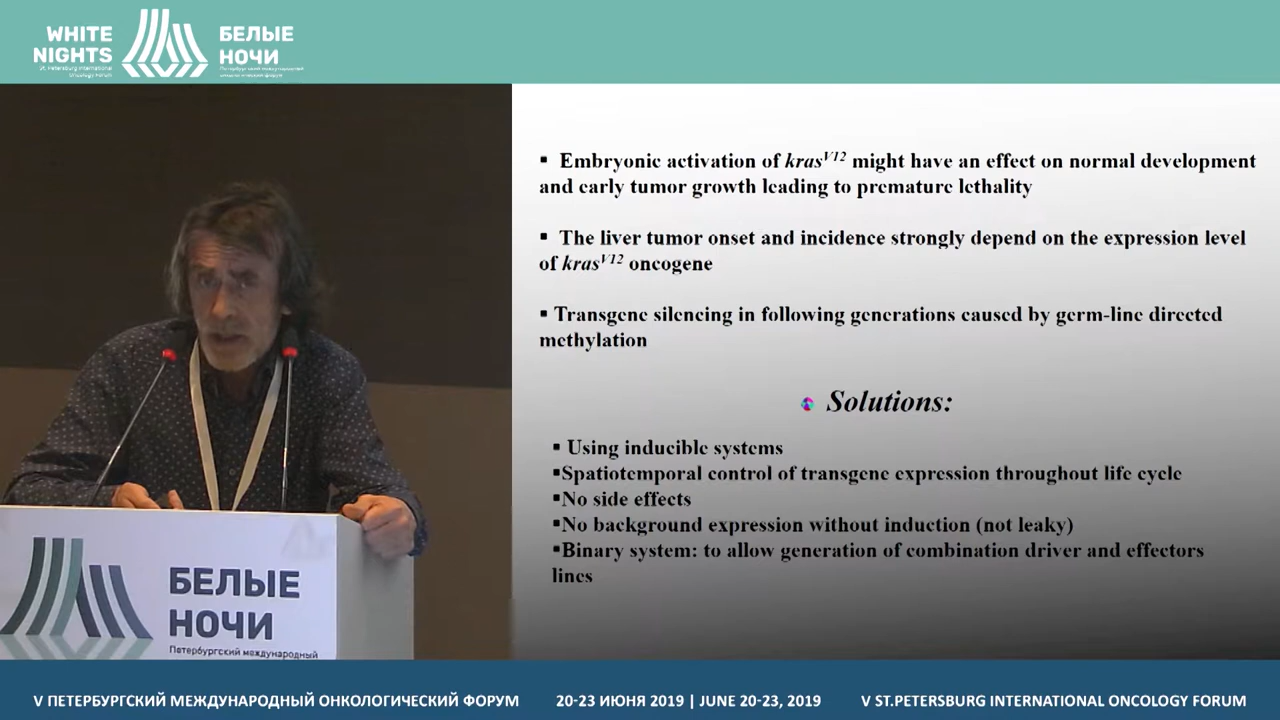 WHITE
NIGHTS
St. Petersburg International
Oncology Forum
БЕЛЫЕ
НОЧИ
Петербургский международный
онкологический форум
▪ Embryonic activation of kras^V12 might have an effect on normal development
and early tumor growth leading to premature lethality
▪ The liver tumor onset and incidence strongly depend on the expression level
of kras^V12 oncogene
▪ Transgene silencing in following generations caused by germ-line directed
methylation
Solutions:
▪ Using inducible systems
▪Spatiotemporal control of transgene expression throughout life cycle
▪No side effects
▪No background expression without induction (not leaky)
▪Binary system: to allow generation of combination driver and effectors
lines
БЕЛЫЕ
НОЧИ
Петербургский международный
V ПЕТЕРБУРГСКИЙ МЕЖДУНАРОДНЫЙ ОНКОЛОГИЧЕСКИЙ ФОРУМ
20-23 ИЮНЯ 2019 | JUNE 20-23, 2019
V ST.PETERSBURG INTERNATIONAL ONCOLOGY FORUM